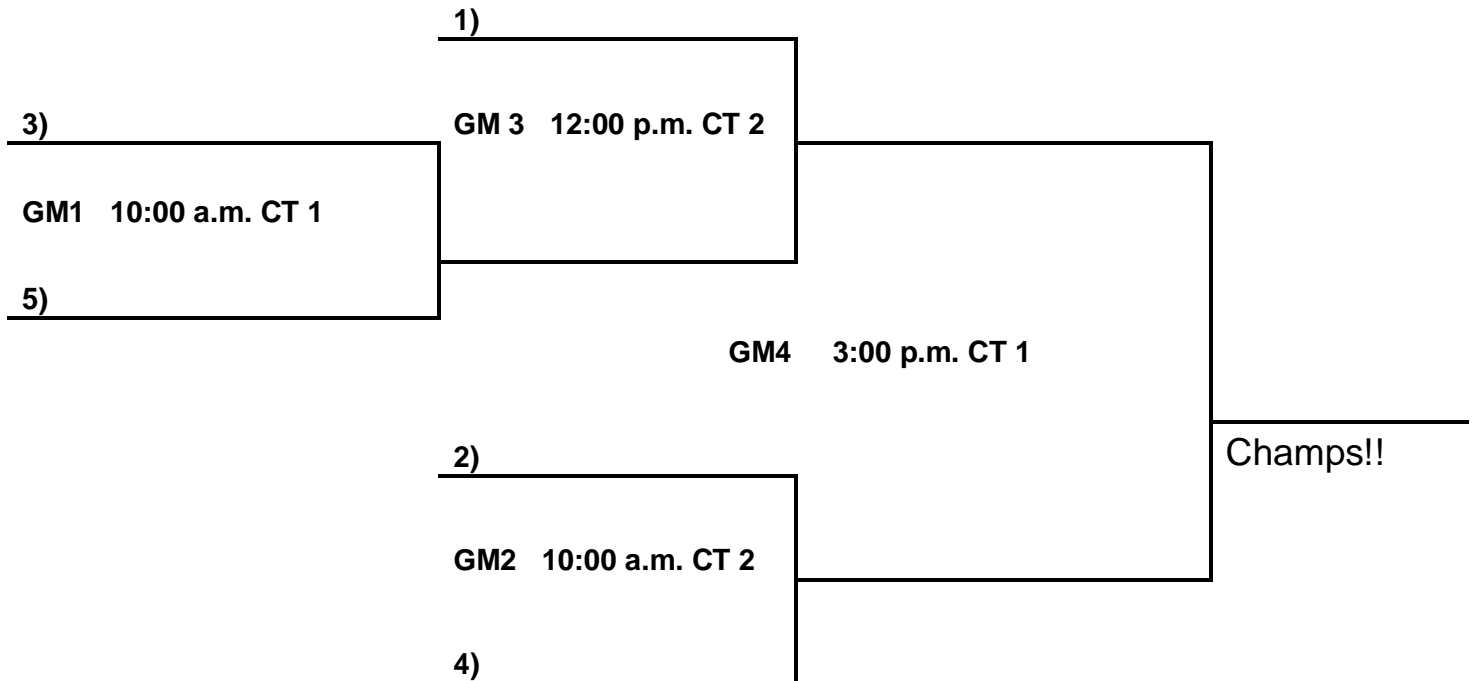 1)
3)
GM 3 12:00 p.m. CT 2
GM1 10:00 a.m. CT 1
5)
GM4 3:00 p.m. CT 1
2)
Champs!!
GM2 10:00 a.m. CT 2
4)